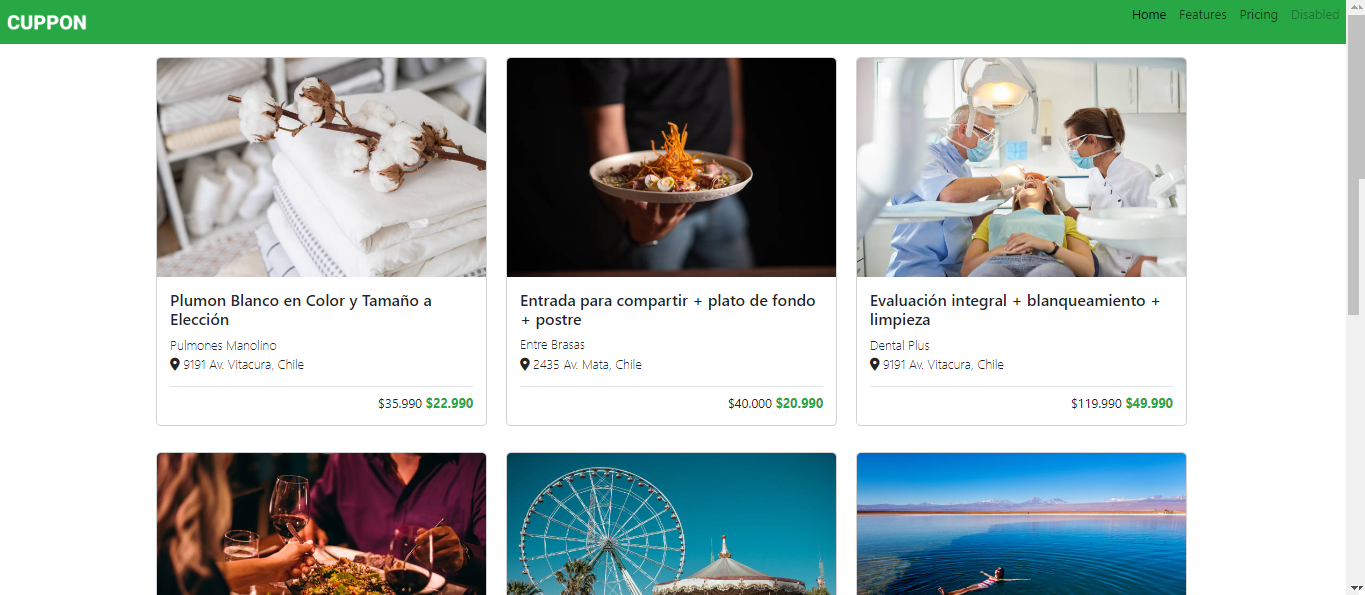 CUPPON
Home Features Pricing Disabled
Plumon Blanco en Color y Tamaño a
Elección
Pulmones Manolino
9191 Av. Vitacura, Chile
$35.990 $22.990
Entrada para compartir + plato de fondo
+ postre
Entre Brasas
2435 Av. Mata, Chile
$40.000 $20.990
Evaluación integral + blanqueamiento +
limpieza
Dental Plus
9191 Av. Vitacura, Chile
$119.990 $49.990